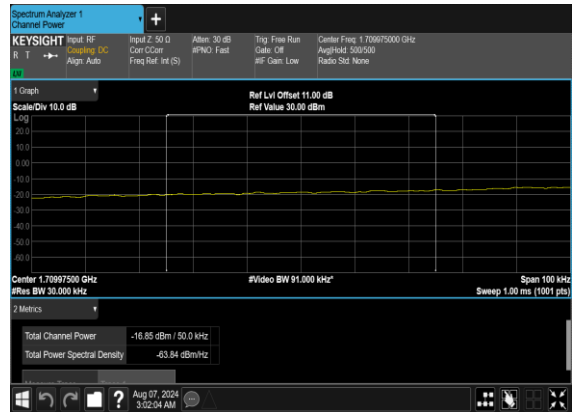 Spectrum Analyzer 1
Channel Power
KEYSIGHT Input: RF Input Z: 50 Ω Atten: 30 dB Trig: Free Run Center Freq: 1.709975000 GHz
R T Coupling: DC Corr CCorr #PNO: Fast Gate: Off Avg|Hold: 500/500
Align: Auto Freq Ref: Int (S) #IF Gain: Low Radio Std: None
LV
1 Graph
Ref Lvl Offset 11.00 dB
Scale/Div 10.0 dB Ref Value 30.00 dBm
Log
20.0
10.0
0.00
-10.0
-20.0
-30.0
-40.0
-50.0
-60.0
Center 1.70997500 GHz #Video BW 91.000 kHz* Span 100 kHz
#Res BW 30.000 kHz Sweep 1.00 ms (1001 pts)
2 Metrics
Total Channel Power -16.85 dBm / 50.0 kHz
Total Power Spectral Density -63.84 dBm/Hz
?
Aug 07, 2024
3:02:04 AM